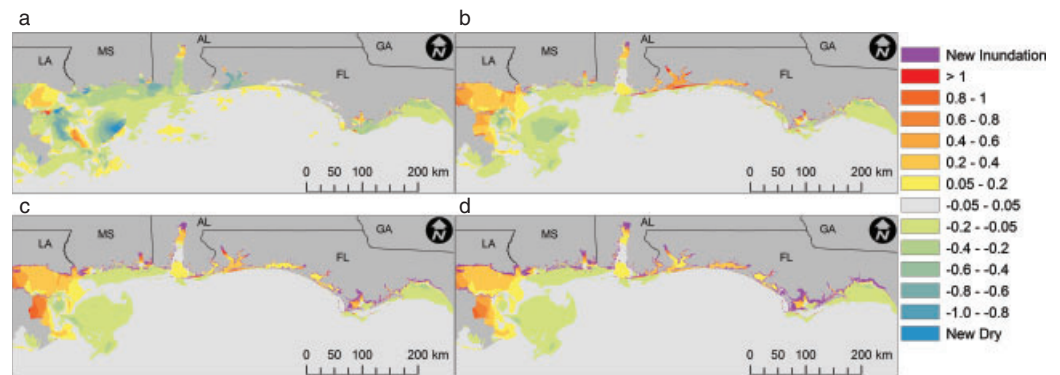 a
LA
MS
AL
GA
FL
N
0 50 100 200 km
b
LA
MS
AL
GA
FL
N
0 50 100 200 km
c
LA
MS
AL
GA
FL
N
0 50 100 200 km
d
LA
MS
AL
GA
FL
N
0 50 100 200 km
New Inundation
> 1
0.8 - 1
0.6 - 0.8
0.4 - 0.6
0.2 - 0.4
0.05 - 0.2
-0.05 - 0.05
-0.2 - -0.05
-0.4 - -0.2
-0.6 - -0.4
-0.8 - -0.6
-1.0 - -0.8
New Dry